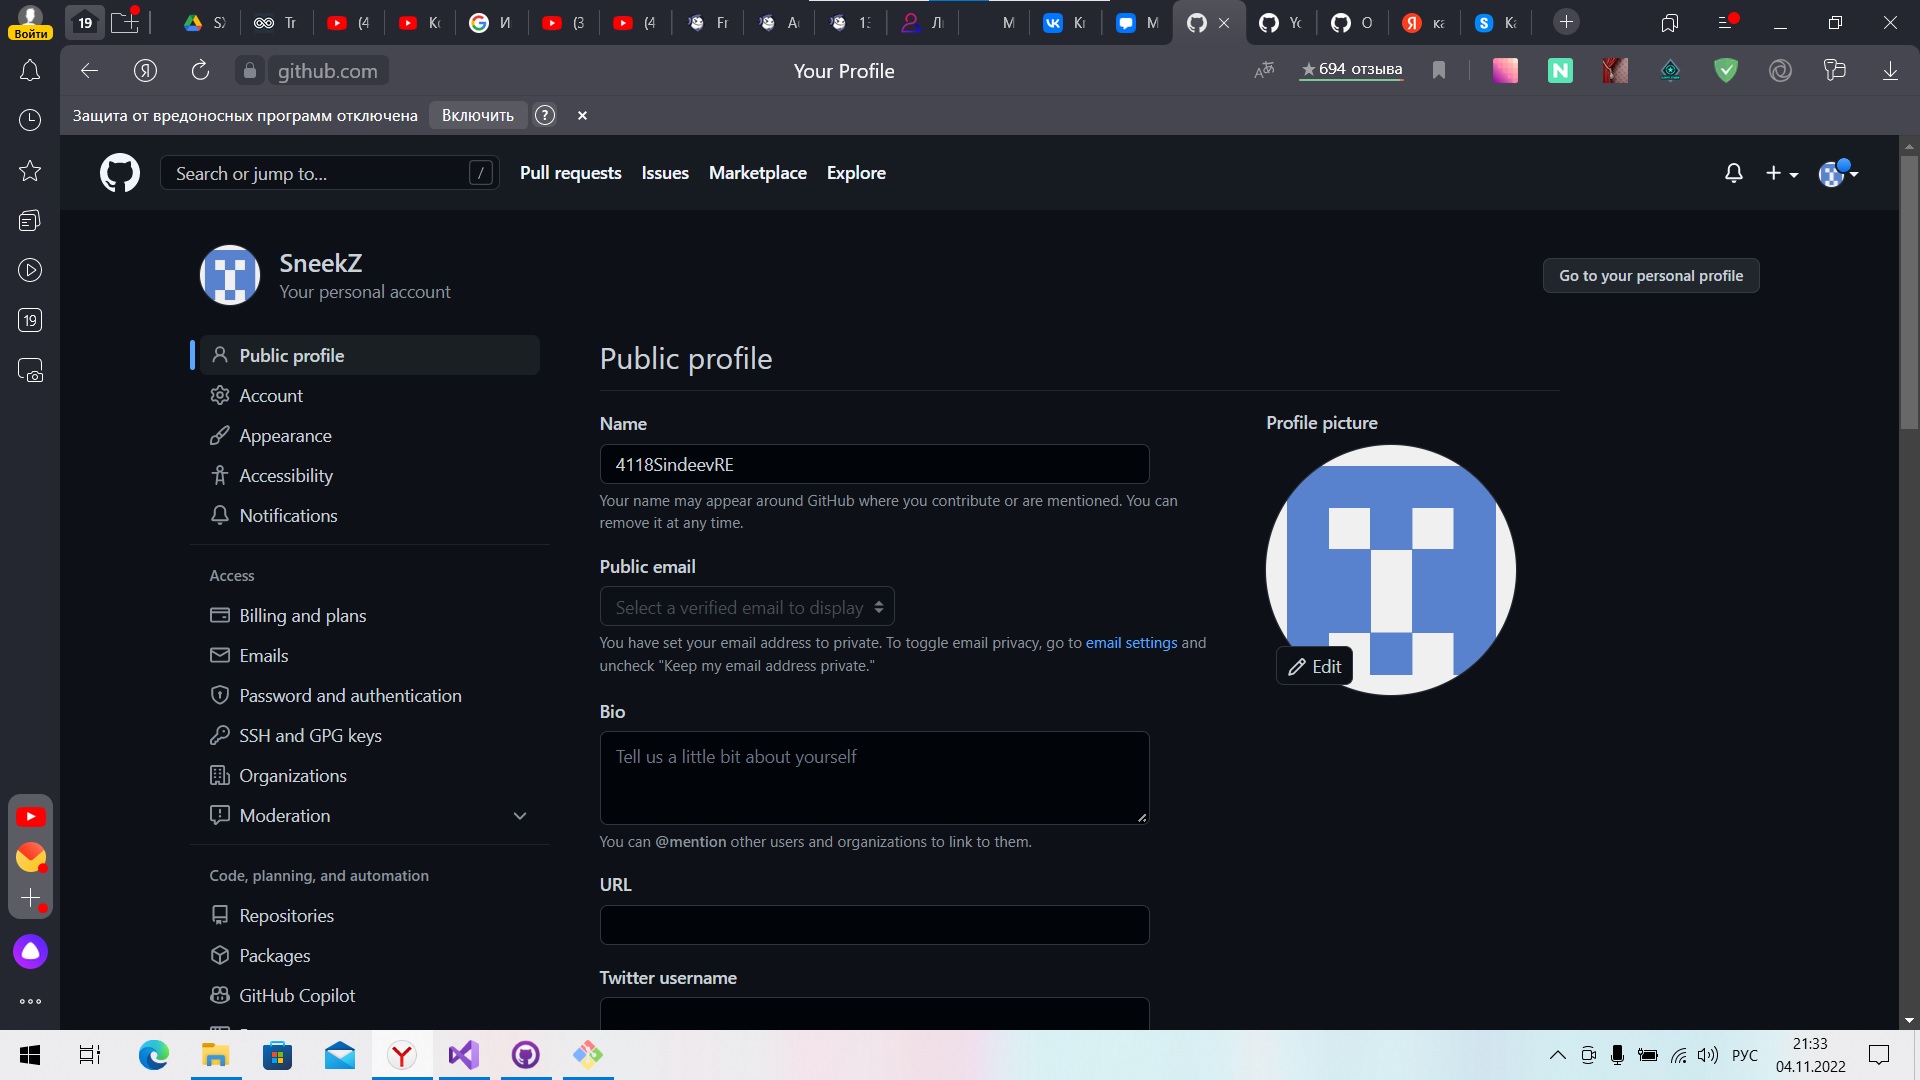 Войти
19
S
Tr
(4
К
И
(3
(4
Fr
A
1
Л
М
Кг
М
Yc
О
ка
Ка
github.com
Your Profile
★ 694 отзыва
Защита от вредоносных программ отключена
Включить
?
19
Search or jump to...
/
Pull requests
Issues
Marketplace
Explore
SneekZ
Your personal account
Go to your personal profile
Public profile
Account
Appearance
Accessibility
Notifications
Access
Billing and plans
Emails
Password and authentication
SSH and GPG keys
Organizations
Moderation
Code, planning, and automation
Repositories
Packages
GitHub Copilot
Public profile
Name
4118SindeevRE
Your name may appear around GitHub where you contribute or are mentioned. You can
remove it at any time.
Public email
Select a verified email to display
You have set your email address to private. To toggle email privacy, go to email settings and
uncheck "Keep my email address private."
Bio
Tell us a little bit about yourself
You can @mention other users and organizations to link to them.
URL
Twitter username
Profile picture
Edit
РУС
21:33
04.11.2022